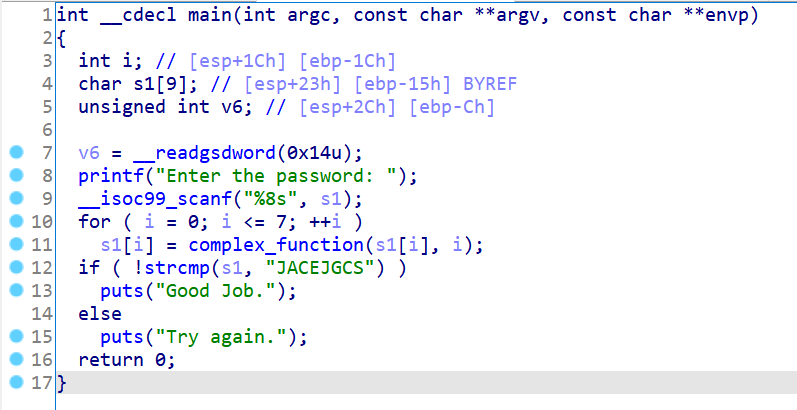 1 int __cdecl main(int argc, const char **argv, const char **envp)
2 {
3   int i; // [esp+1Ch] [ebp-1Ch]
4   char s1[9]; // [esp+23h] [ebp-15h] BYREF
5   unsigned int v6; // [esp+2Ch] [ebp-Ch]
6
7   v6 = __readgsdword(0x14u);
8   printf("Enter the password: ");
9   __isoc99_scanf("%8s", s1);
10   for ( i = 0; i <= 7; ++i )
11     s1[i] = complex_function(s1[i], i);
12   if ( !strcmp(s1, "JACEJGCS") )
13     puts("Good Job.");
14   else
15     puts("Try again.");
16   return 0;
17 }